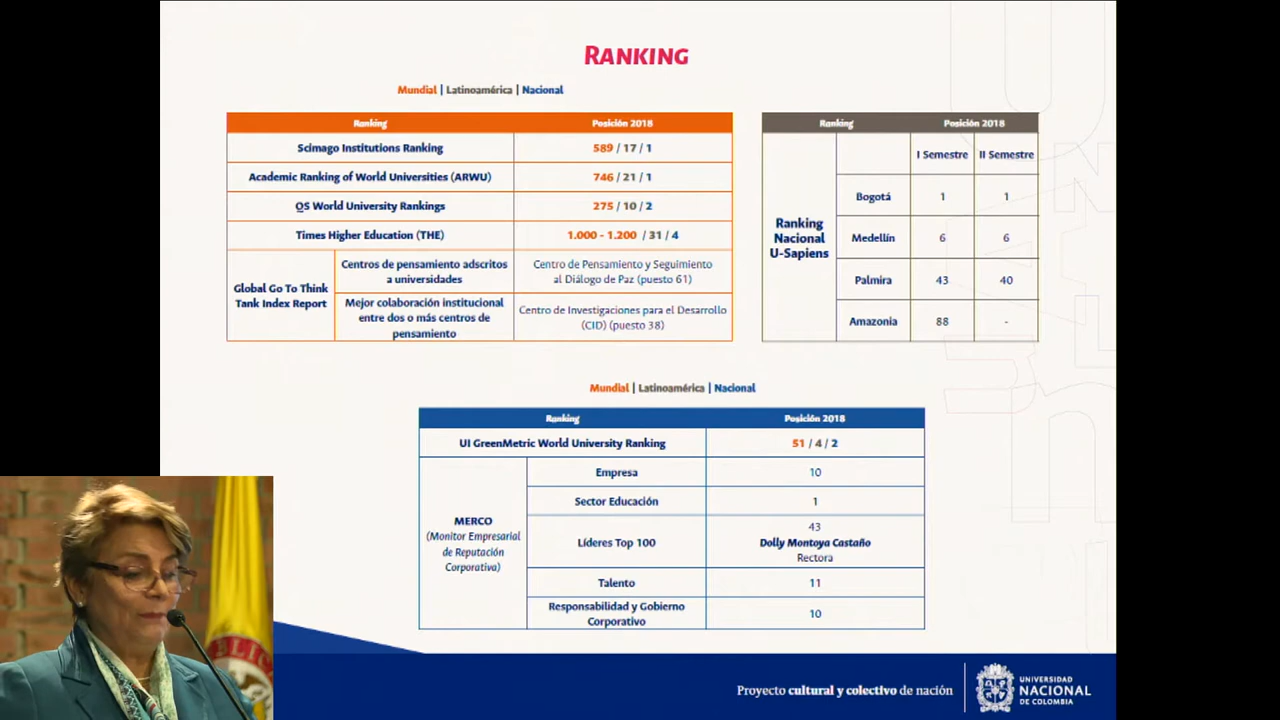 RANKING
Mundial | Latinoamérica | Nacional
Ranking Posición 2018
Scimago Institutions Ranking 589 / 17 / 1
Academic Ranking of World Universities (ARWU) 746 / 21 / 1
QS World University Rankings 275 / 10 / 2
Times Higher Education (THE) 1.000 - 1.200 / 31 / 4
Global Go To Think
Tank Index Report
Centros de pensamiento adscritos
a universidades
Centro de Pensamiento y Seguimiento
al Diálogo de Paz (puesto 61)
Mejor colaboración institucional
entre dos o más centros de
pensamiento
Centro de Investigaciones para el Desarrollo
(CID) (puesto 38)
Ranking Posición 2018
I Semestre II Semestre
Ranking
Nacional
U-Sapiens
Bogotá 1 1
Medellín 6 6
Palmira 43 40
Amazonia 88 -
Mundial | Latinoamérica | Nacional
Ranking Posición 2018
UI GreenMetric World University Ranking 51 / 4 / 2
MERCO
(Monitor Empresarial
de Reputación
Corporativa)
Empresa 10
Sector Educación 1
Líderes Top 100
43
Dolly Montoya Castaño
Rectora
Talento 11
Responsabilidad y Gobierno
Corporativo
10
Proyecto cultural y colectivo de nación
UNIVERSIDAD
NACIONAL
DE COLOMBIA